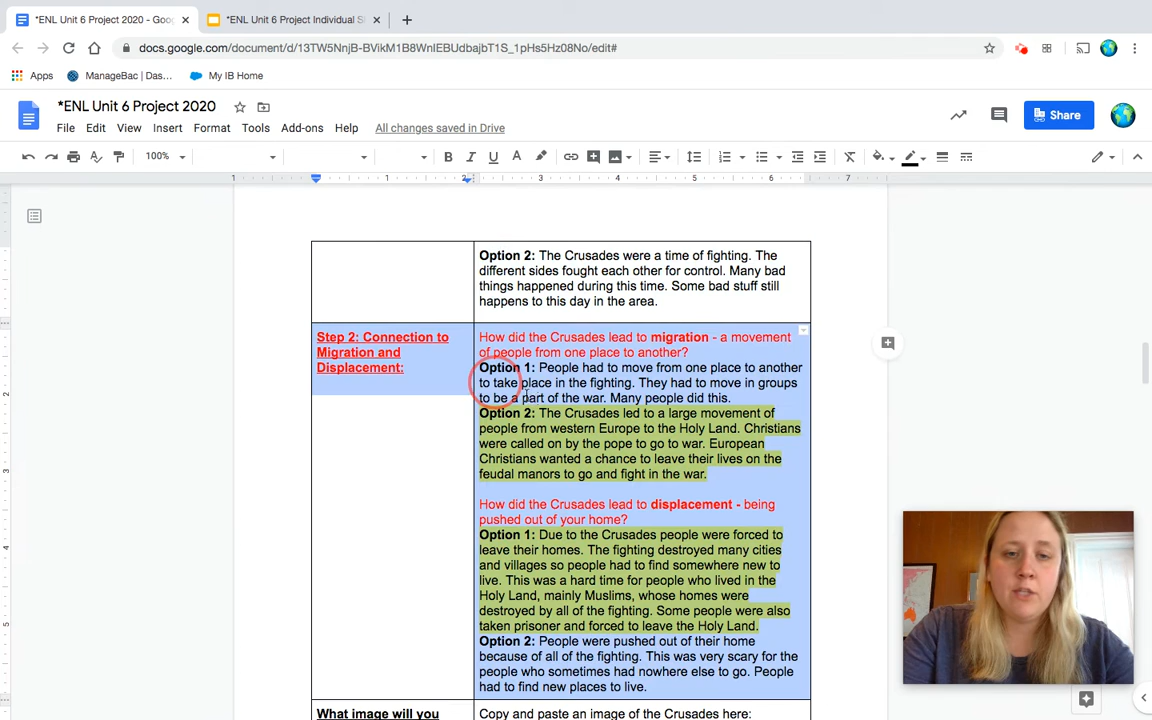 *ENL Unit 6 Project 2020 - Goog
*ENL Unit 6 Project Individual Sl
docs.google.com/document/d/13TW5NnjB-BVikM1B8WnIEBUdbajbT1S_1pHs5Hz08No/edit#
Apps ManageBac | Das... My IB Home
*ENL Unit 6 Project 2020
File Edit View Insert Format Tools Add-ons Help All changes saved in Drive
Share
100%
1 1 2 3 4 5 6 7
Option 2: The Crusades were a time of fighting. The
different sides fought each other for control. Many bad
things happened during this time. Some bad stuff still
happens to this day in the area.
Step 2: Connection to
Migration and
Displacement:
How did the Crusades lead to migration - a movement
of people from one place to another?
Option 1: People had to move from one place to another
to take place in the fighting. They had to move in groups
to be a part of the war. Many people did this.
Option 2: The Crusades led to a large movement of
people from western Europe to the Holy Land. Christians
were called on by the pope to go to war. European
Christians wanted a chance to leave their lives on the
feudal manors to go and fight in the war.
How did the Crusades lead to displacement - being
pushed out of your home?
Option 1: Due to the Crusades people were forced to
leave their homes. The fighting destroyed many cities
and villages so people had to find somewhere new to
live. This was a hard time for people who lived in the
Holy Land, mainly Muslims, whose homes were
destroyed by all of the fighting. Some people were also
taken prisoner and forced to leave the Holy Land.
Option 2: People were pushed out of their home
because of all of the fighting. This was very scary for the
people who sometimes had nowhere else to go. People
had to find new places to live.
What image will you
Copy and paste an image of the Crusades here:
2
3
4
5